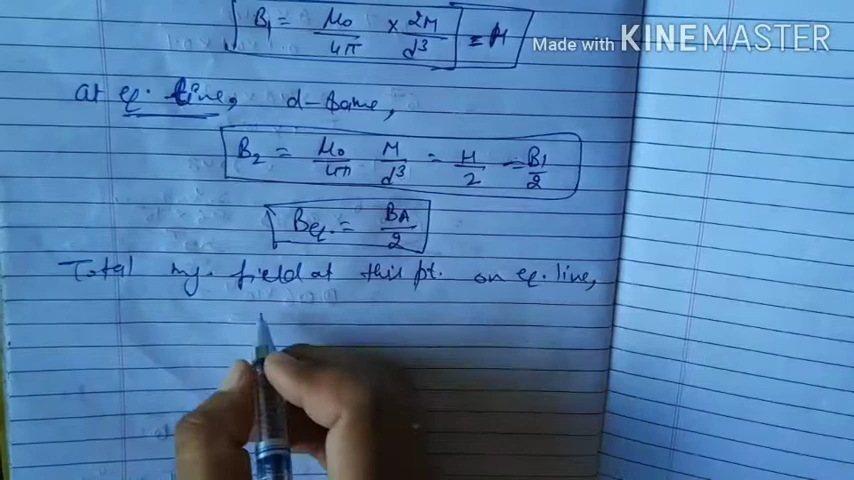 B₁ = μ₀/4π × 2M/d³ = H
Made with KINEMASTER
At eq. line, d - same,
B₂ = μ₀/4π M/d³ = H/2 = B₁/2
Beq. = BA/2
Total mg. field at this pt. on eq. line,